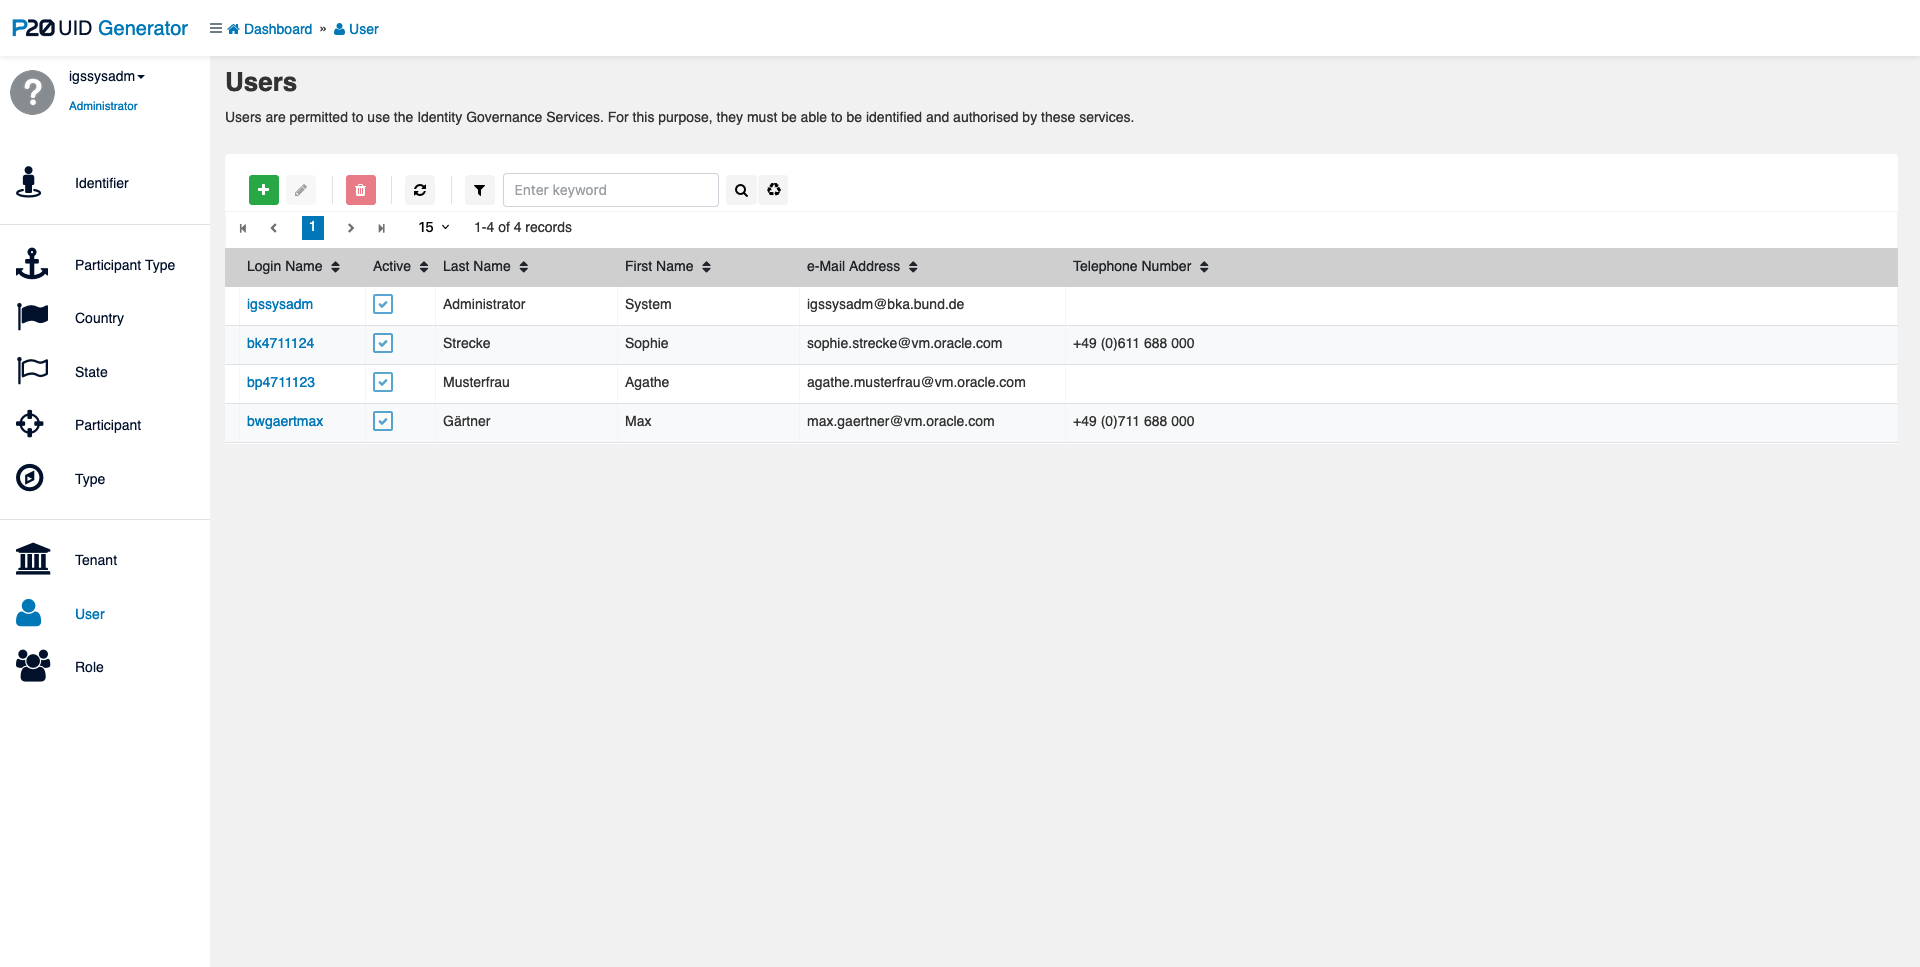 P20 UID Generator
Dashboard » User
igssysadm
Administrator
Identifier
Participant Type
Country
State
Participant
Type
Tenant
User
Role
Users
Users are permitted to use the Identity Governance Services. For this purpose, they must be able to be identified and authorised by these services.
Enter keyword
1 15 1-4 of 4 records
Login Name Active Last Name First Name e-Mail Address Telephone Number
igssysadm Administrator System igssysadm@bka.bund.de
bk4711124 Strecke Sophie sophie.strecke@vm.oracle.com +49 (0)611 688 000
bp4711123 Musterfrau Agathe agathe.musterfrau@vm.oracle.com
bwgaertmax Gärtner Max max.gaertner@vm.oracle.com +49 (0)711 688 000